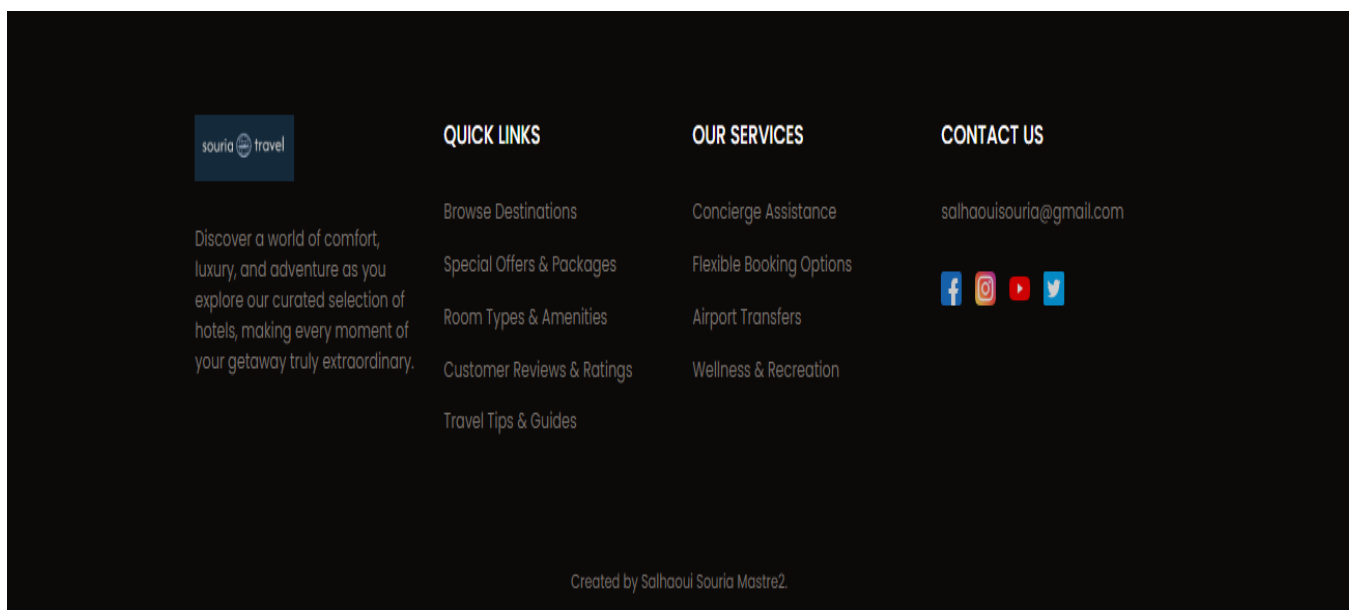 souria travel
Discover a world of comfort,
luxury, and adventure as you
explore our curated selection of
hotels, making every moment of
your getaway truly extraordinary.
QUICK LINKS
Browse Destinations
Special Offers & Packages
Room Types & Amenities
Customer Reviews & Ratings
Travel Tips & Guides
OUR SERVICES
Concierge Assistance
Flexible Booking Options
Airport Transfers
Wellness & Recreation
CONTACT US
salhaouisouria@gmail.com
Created by Salhaoui Souria Mastre2.